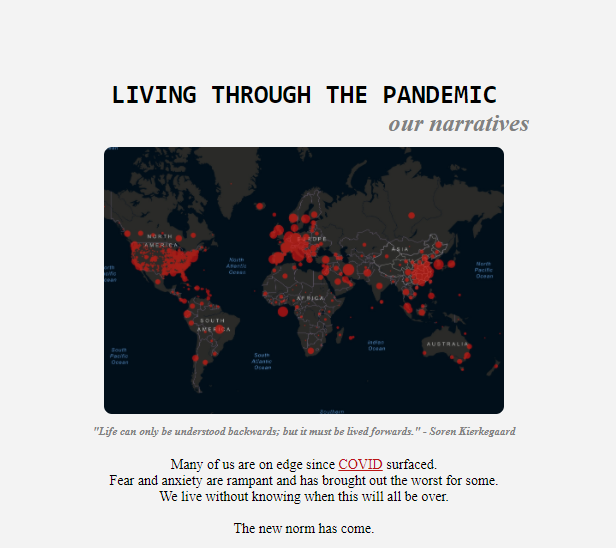 LIVING THROUGH THE PANDEMIC
our narratives
NORTH
AMERICA
EUROPE
ASIA
North
Atlantic
Ocean
North
Pacific
Ocean
AFRICA
SOUTH
AMERICA
Indian
Ocean
AUSTRALIA
South
Pacific
Ocean
South
Atlantic
Ocean
Southern
"Life can only be understood backwards; but it must be lived forwards." - Soren Kierkegaard
Many of us are on edge since COVID surfaced.
Fear and anxiety are rampant and has brought out the worst for some.
We live without knowing when this will all be over.
The new norm has come.